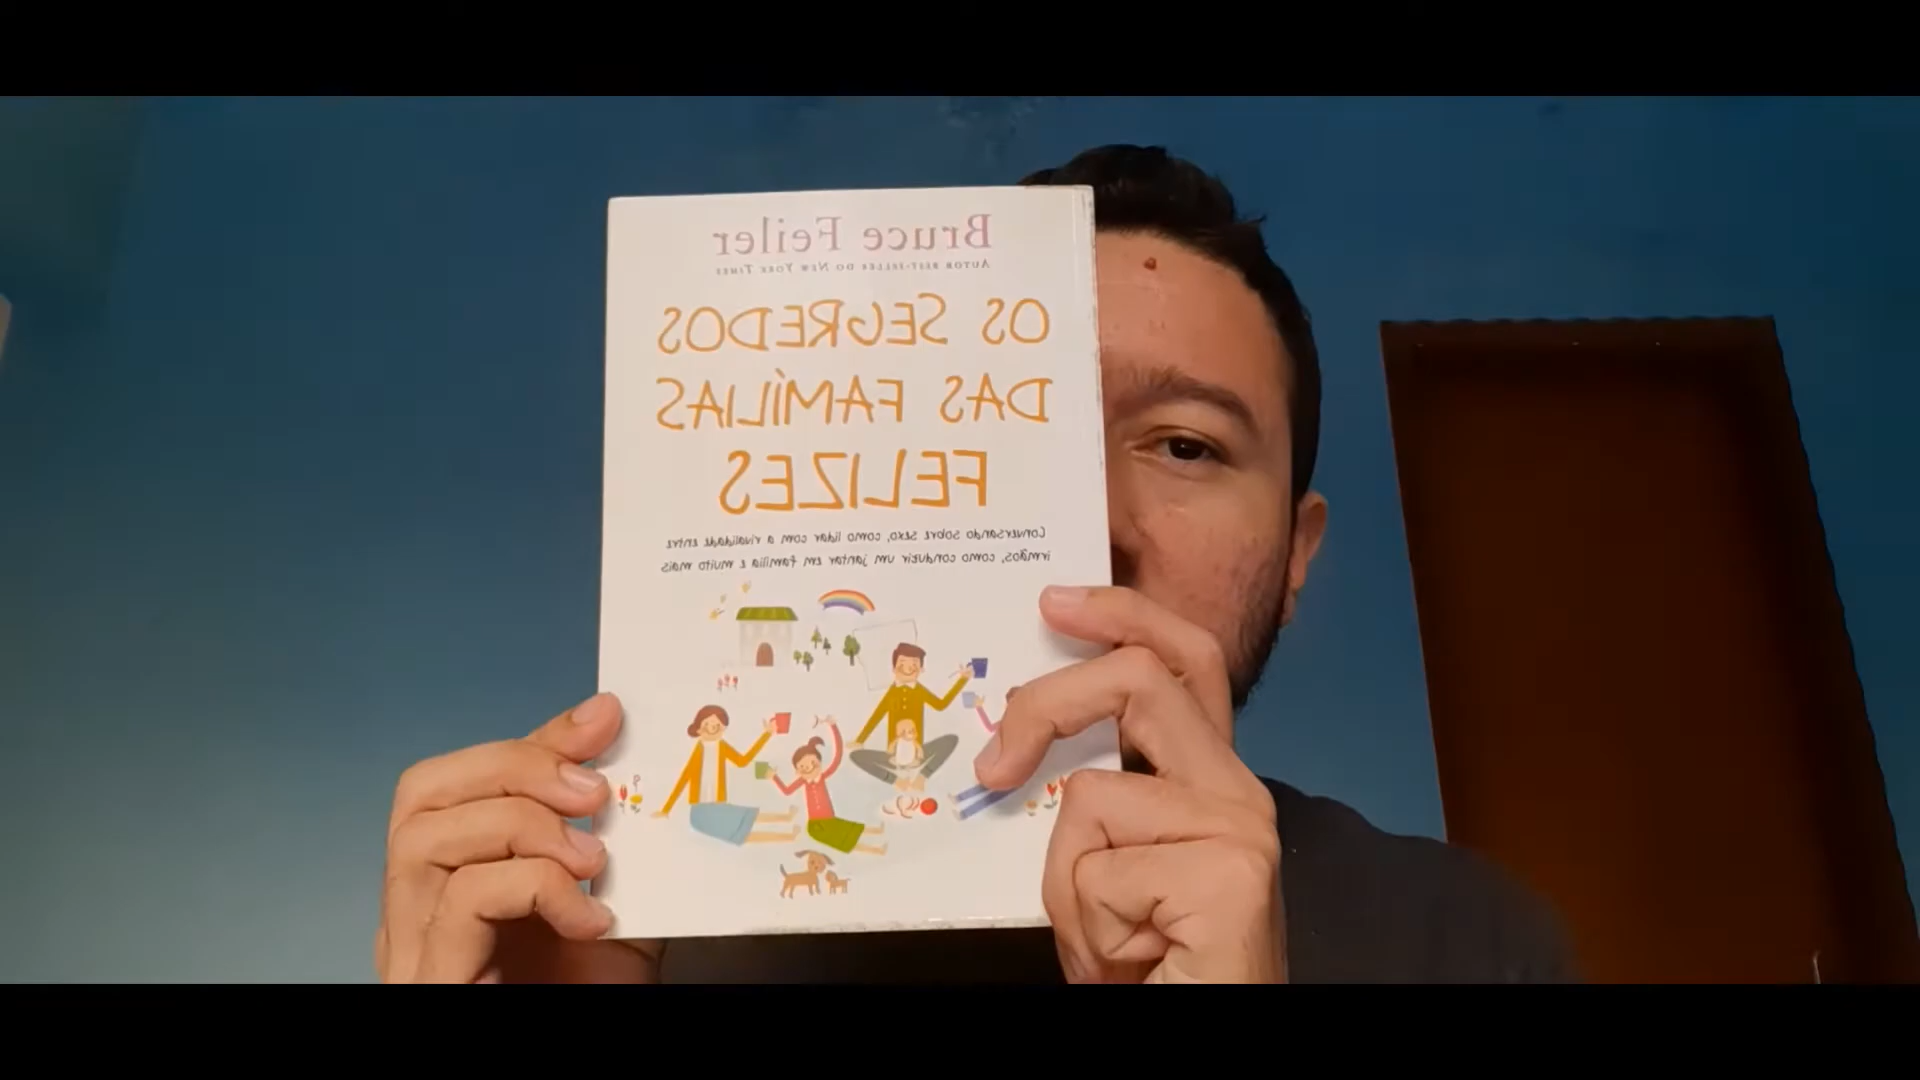 Bruce Feiler
AUTOR BEST-SELLER DO NEW YORK TIMES
OS SEGREDOS
DAS FAMÍLIAS
FELIZES
Conversando sobre sexo, como lidar com a rivalidade entre
irmãos, como conduzir um jantar em família e muito mais